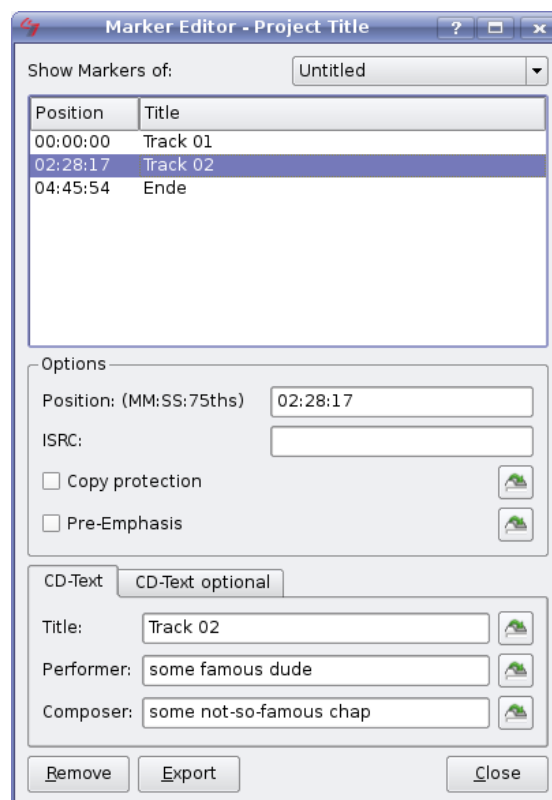 Marker Editor - Project Title ?
Show Markers of: Untitled
Position Title
00:00:00 Track 01
02:28:17 Track 02
04:45:54 Ende
Options
Position: (MM:SS:75ths) 02:28:17
ISRC:
Copy protection
Pre-Emphasis
CD-Text CD-Text optional
Title: Track 02
Performer: some famous dude
Composer: some not-so-famous chap
Remove Export Close